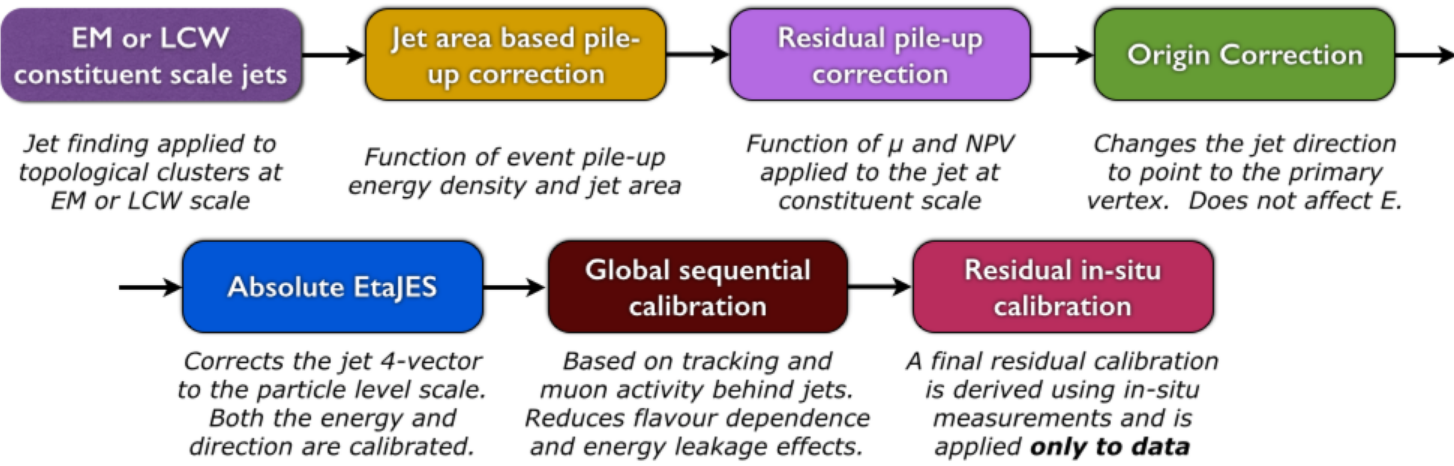 EM or LCW
constituent scale jets
Jet finding applied to
topological clusters at
EM or LCW scale
Jet area based pile-
up correction
Function of event pile-up
energy density and jet area
Residual pile-up
correction
Function of µ and NPV
applied to the jet at
constituent scale
Origin Correction
Changes the jet direction
to point to the primary
vertex. Does not affect E.
Absolute EtaJES
Corrects the jet 4-vector
to the particle level scale.
Both the energy and
direction are calibrated.
Global sequential
calibration
Based on tracking and
muon activity behind jets.
Reduces flavour dependence
and energy leakage effects.
Residual in-situ
calibration
A final residual calibration
is derived using in-situ
measurements and is
applied only to data